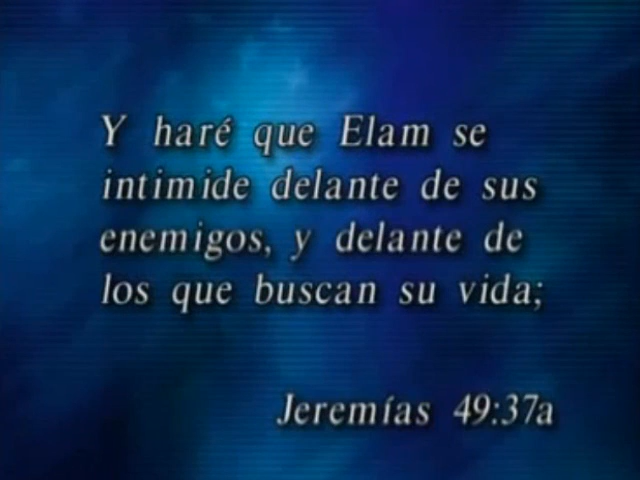 Y haré que Elam se
intimide delante de sus
enemigos, y delante de
los que buscan su vida;
Jeremías 49:37a